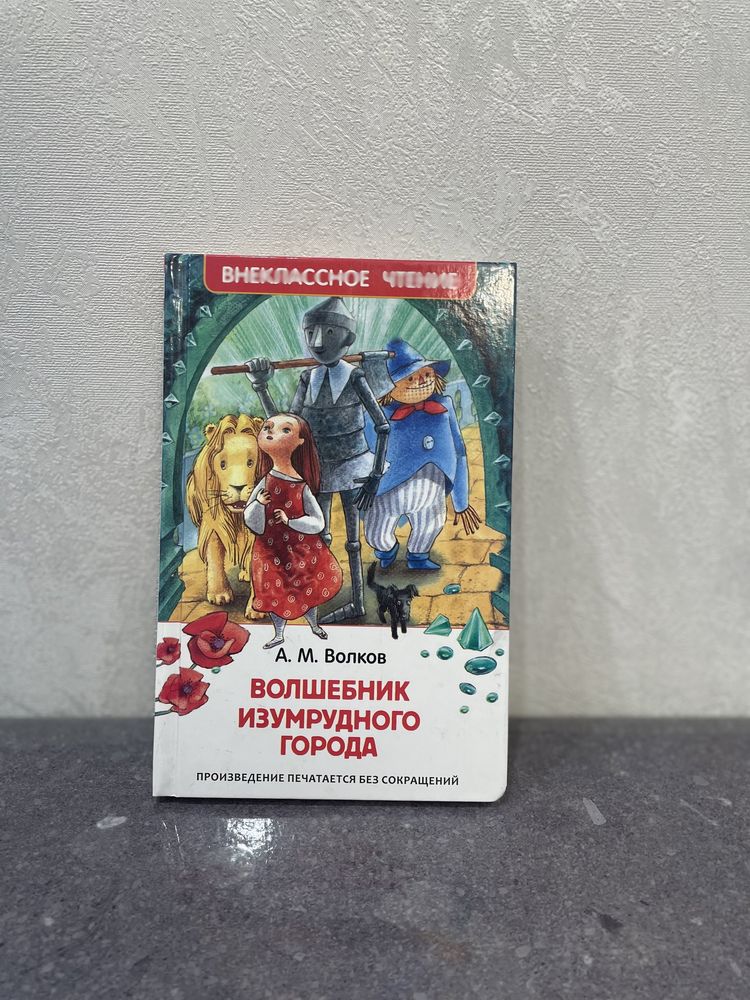 ВНЕКЛАССНОЕ ЧТЕНИЕ
А. М. Волков
ВОЛШЕБНИК
ИЗУМРУДНОГО
ГОРОДА
ПРОИЗВЕДЕНИЕ ПЕЧАТАЕТСЯ БЕЗ СОКРАЩЕНИЙ